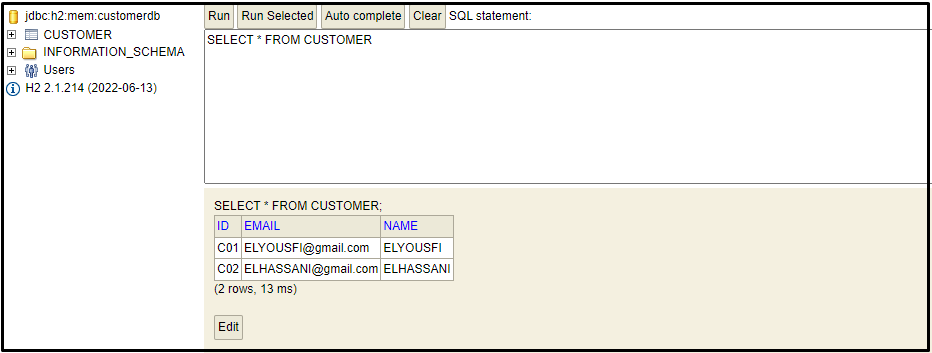 jdbc:h2:mem:customerdb
CUSTOMER
INFORMATION_SCHEMA
Users
H2 2.1.214 (2022-06-13)
Run Run Selected Auto complete Clear SQL statement:
SELECT * FROM CUSTOMER
SELECT * FROM CUSTOMER;
ID EMAIL NAME
C01 ELYOUSFI@gmail.com ELYOUSFI
C02 ELHASSANI@gmail.com ELHASSANI
(2 rows, 13 ms)
Edit